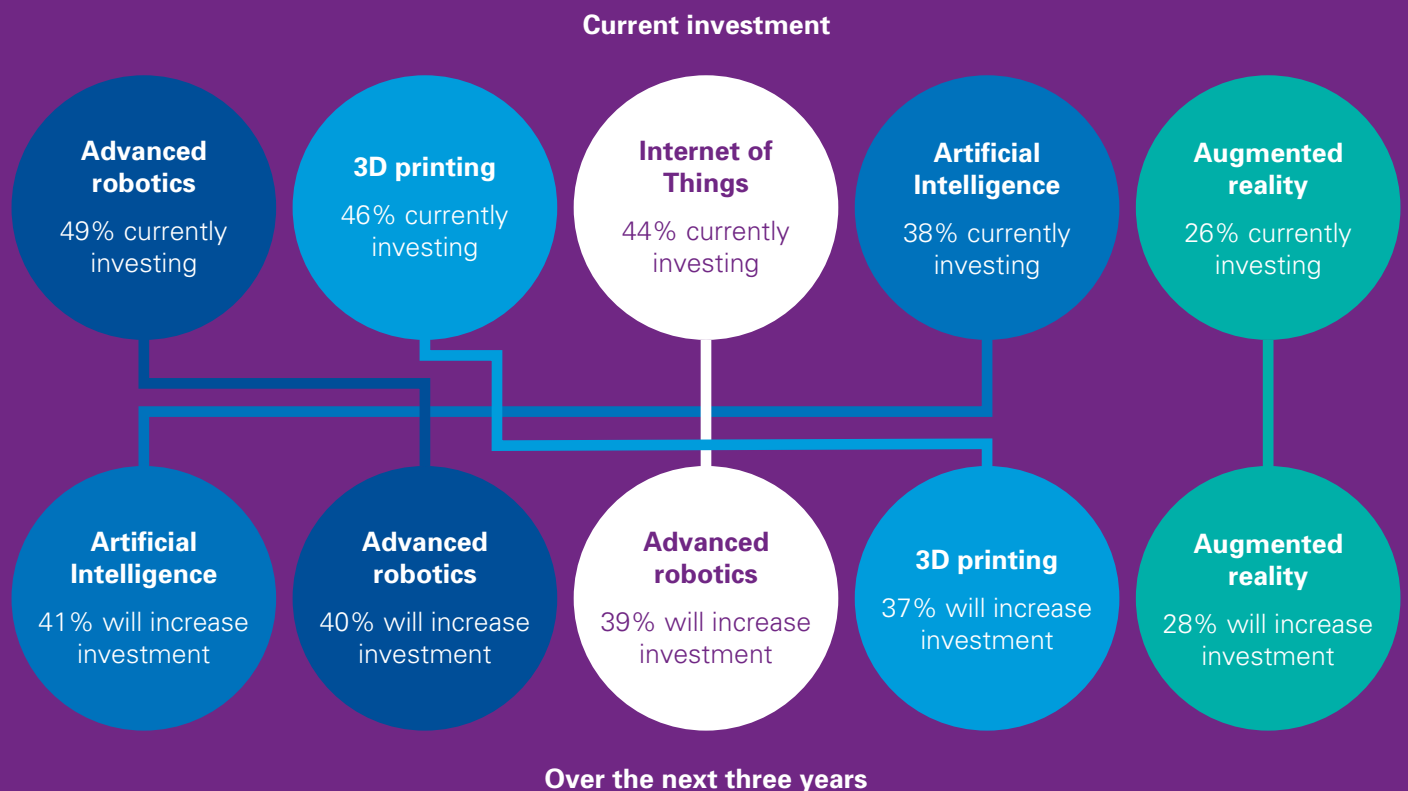 Current investment
Advanced
robotics
49% currently
investing
3D printing
46% currently
investing
Internet of
Things
44% currently
investing
Artificial
Intelligence
38% currently
investing
Augmented
reality
26% currently
investing
Artificial
Intelligence
41% will increase
investment
Advanced
robotics
40% will increase
investment
Advanced
robotics
39% will increase
investment
3D printing
37% will increase
investment
Augmented
reality
28% will increase
investment
Over the next three years